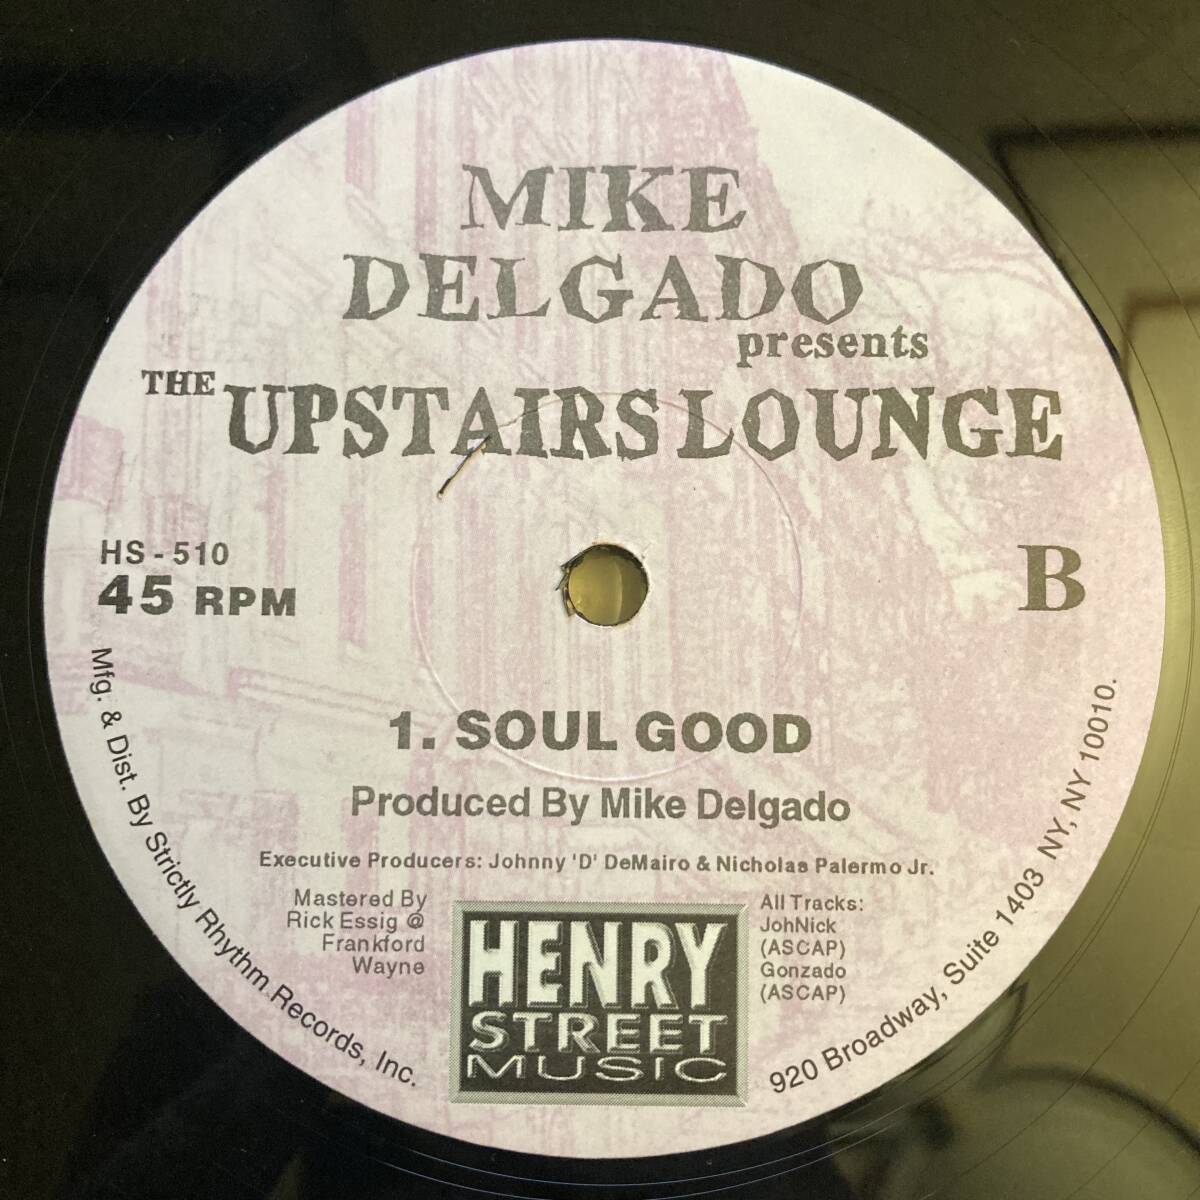 MIKE
DELGADO
presents
THE UPSTAIRS LOUNGE
HS - 510
45 RPM
B
1. SOUL GOOD
Produced By Mike Delgado
Executive Producers: Johnny 'D' DeMairo & Nicholas Palermo Jr.
Mastered By
Rick Essig @
Frankford
Wayne
HENRY
STREET
MUSIC
All Tracks:
JohNick
(ASCAP)
Gonzado
(ASCAP)
Mfg. & Dist. By Strictly Rhythm Records, Inc.
920 Broadway, Suite 1403 NY, NY 10010.